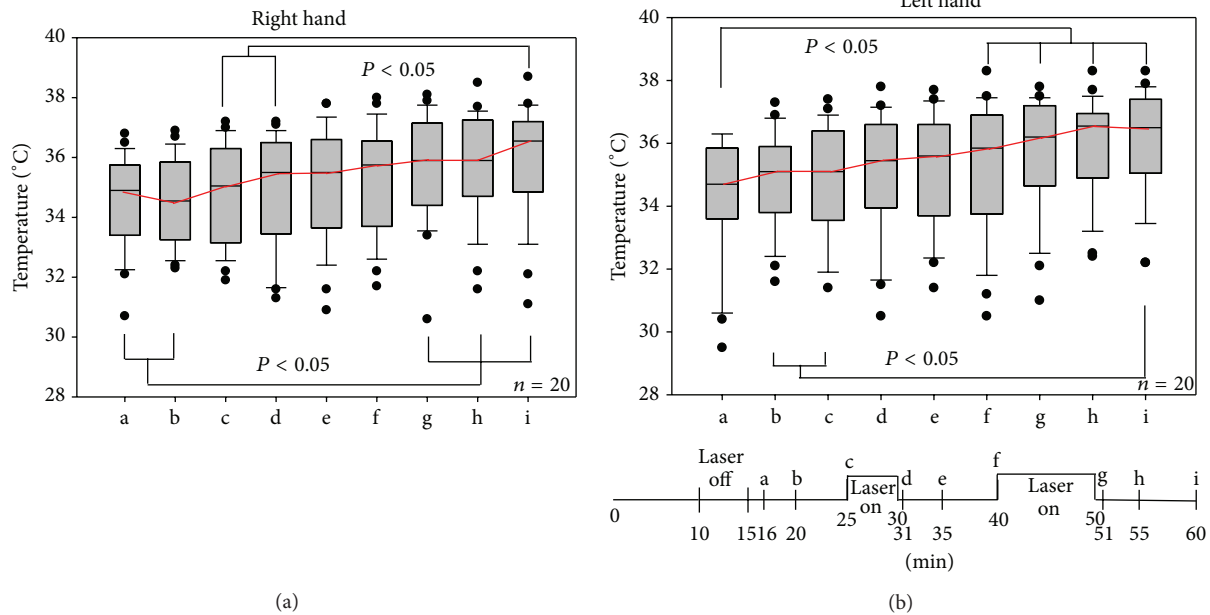 Right hand
40
38
36
34
32
30
28
Temperature (°C)
P < 0.05
P < 0.05
n = 20
a b c d e f g h i
(a)
Left hand
40
38
36
34
32
30
28
Temperature (°C)
P < 0.05
P < 0.05
n = 20
a b c d e f g h i
Laser off
a b c d e f g h i
Laser on
Laser on
0 10 15 16 20 25 30 31 35 40 50 51 55 60
(min)
(b)